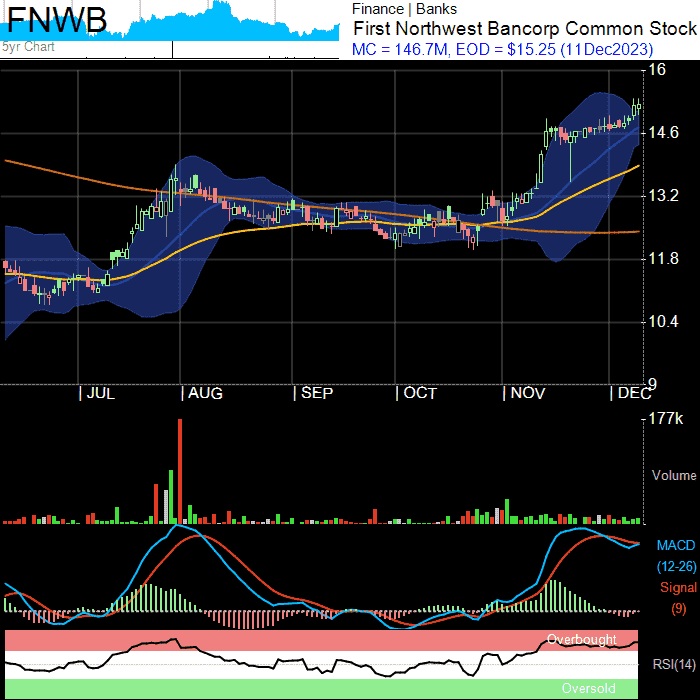 FNWB
5yr Chart
Finance | Banks
First Northwest Bancorp Common Stock
MC = 146.7M, EOD = $15.25 (11Dec2023)
16
14.6
13.2
11.8
10.4
9
| JUL | AUG | SEP | OCT | NOV | DEC
177k
Volume
MACD
(12-26)
Signal
(9)
Overbought
RSI(14)
Oversold